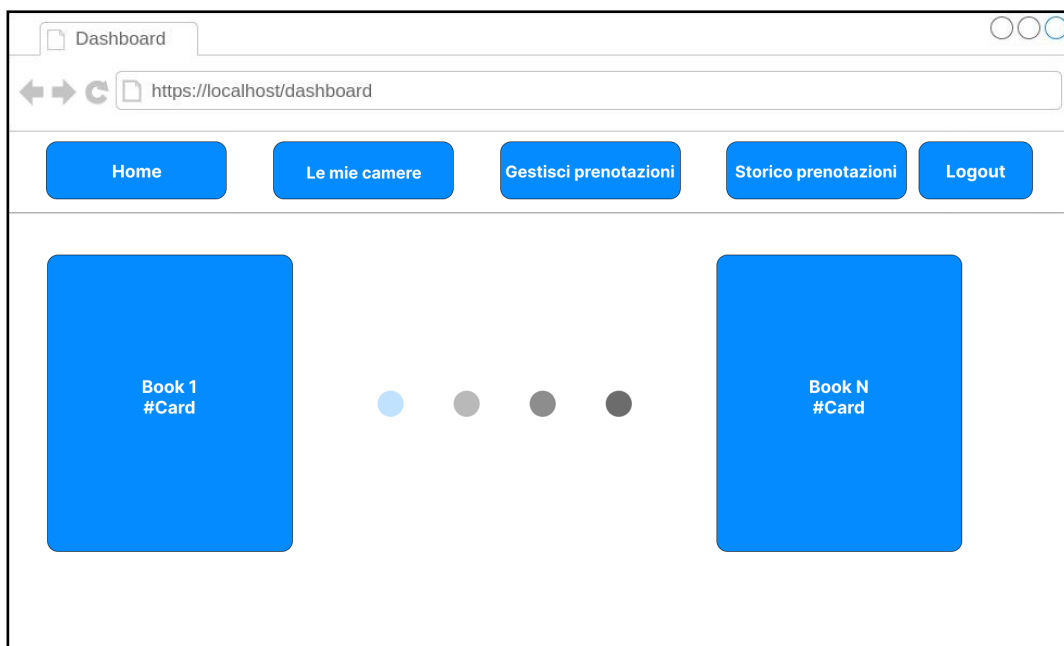 Dashboard
https://localhost/dashboard
Home
Le mie camere
Gestisci prenotazioni
Storico prenotazioni
Logout
Book 1
#Card
Book N
#Card